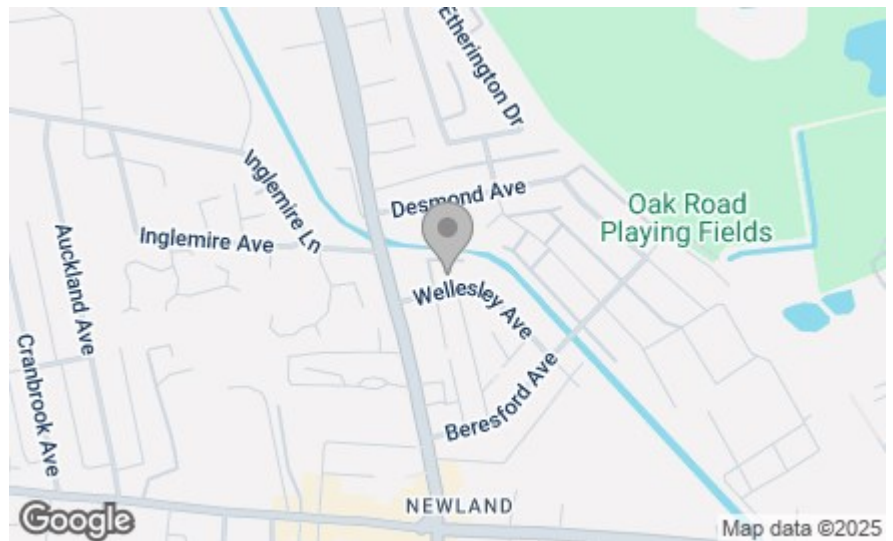 Etherington Dr
Desmond Ave
Inglemire Ln
Oak Road
Playing Fields
Inglemire Ave
Auckland Ave
Wellesley Ave
Cranbrook Ave
Beresford Ave
NEWLAND
Google
Map data ©2025